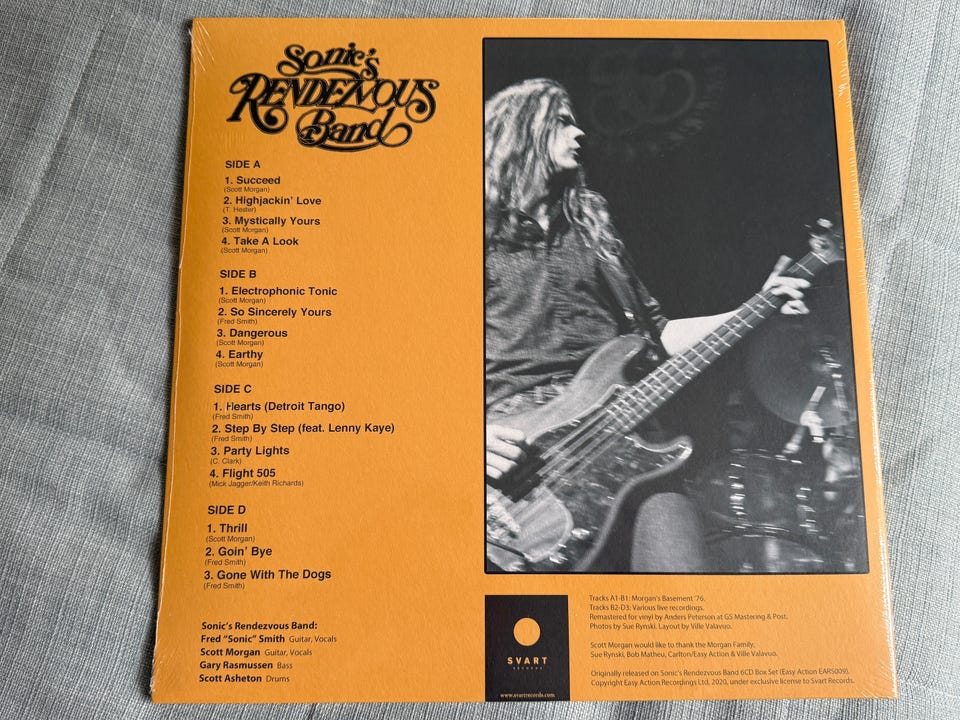 Sonic's
RENDEZVOUS
Band
SIDE A
1. Succeed
(Scott Morgan)
2. Highjackin' Love
(T. Hester)
3. Mystically Yours
(Scott Morgan)
4. Take A Look
(Scott Morgan)
SIDE B
1. Electrophonic Tonic
(Scott Morgan)
2. So Sincerely Yours
(Fred Smith)
3. Dangerous
(Scott Morgan)
4. Earthy
(Scott Morgan)
SIDE C
1. Hearts (Detroit Tango)
(Fred Smith)
2. Step By Step (feat. Lenny Kaye)
(Fred Smith)
3. Party Lights
(C. Clark)
4. Flight 505
(Mick Jagger/Keith Richards)
SIDE D
1. Thrill
(Scott Morgan)
2. Goin' Bye
(Fred Smith)
3. Gone With The Dogs
(Fred Smith)
Sonic's Rendezvous Band:
Fred "Sonic" Smith Guitar, Vocals
Scott Morgan Guitar, Vocals
Gary Rasmussen Bass
Scott Asheton Drums
SVART
RECORDS
www.svartrecords.com
Tracks A1-B1: Morgan's Basement '76.
Tracks B2-D3: Various live recordings.
Remastered for vinyl by Anders Peterson at GS Mastering & Post.
Photos by Sue Rynski. Layout by Ville Valavuo.
Scott Morgan would like to thank the Morgan Family,
Sue Rynski, Bob Matheu, Carlton/Easy Action & Ville Valavuo.
Originally released on Sonic's Rendezvous Band 6CD Box Set (Easy Action EARS009).
Copyright Easy Action Recordings Ltd, 2020, under exclusive license to Svart Records.